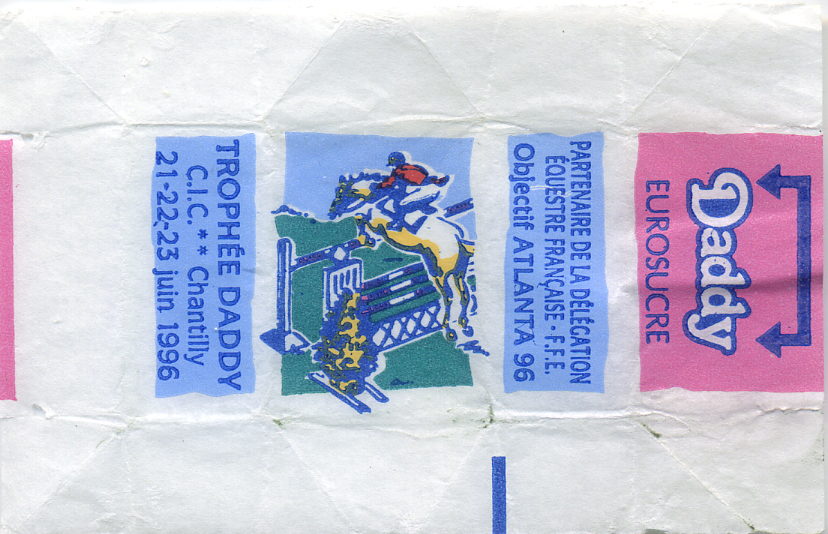 TROPHÉE DADDY
C.I.C. ** Chantilly
21-22-23 juin 1996
PARTENAIRE DE LA DÉLÉGATION
ÉQUESTRE FRANÇAISE - F.F.E.
Objectif ATLANTA 96
Daddy
EUROSUCRE